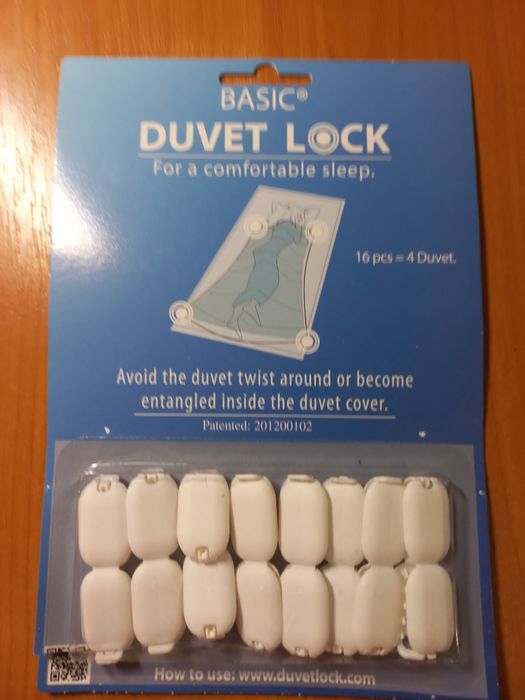 BASIC®
DUVET LOCK
For a comfortable sleep.
16 pcs = 4 Duvet.
Avoid the duvet twist around or become
entangled inside the duvet cover.
Patented: 201200102
How to use: www.duvetlock.com